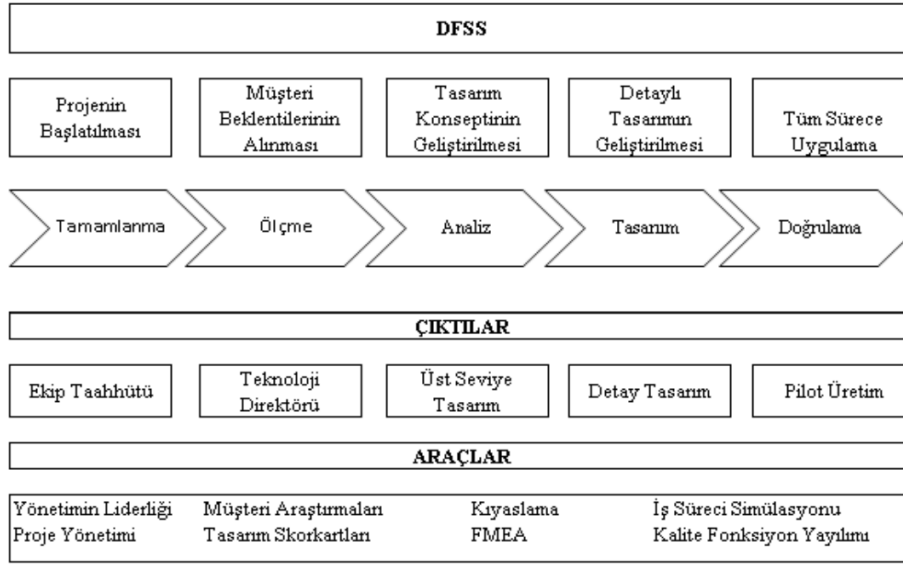 DFSS
Projenin
Başlatılması
Müşteri
Beklentilerinin
Alınması
Tasarım
Konseptinin
Geliştirilmesi
Detaylı
Tasarımın
Geliştirilmesi
Tüm Sürece
Uygulama
Tamamlanma
Ölçme
Analiz
Tasarım
Doğrulama
ÇIKTILAR
Ekip Taahhütü
Teknoloji
Direktörü
Üst Seviye
Tasarım
Detay Tasarım
Pilot Üretim
ARAÇLAR
Yönetimin Liderliği Müşteri Araştırmaları Kıyaslama İş Süreci Simülasyonu
Proje Yönetimi Tasarım Skorkartları FMEA Kalite Fonksiyon Yayılımı